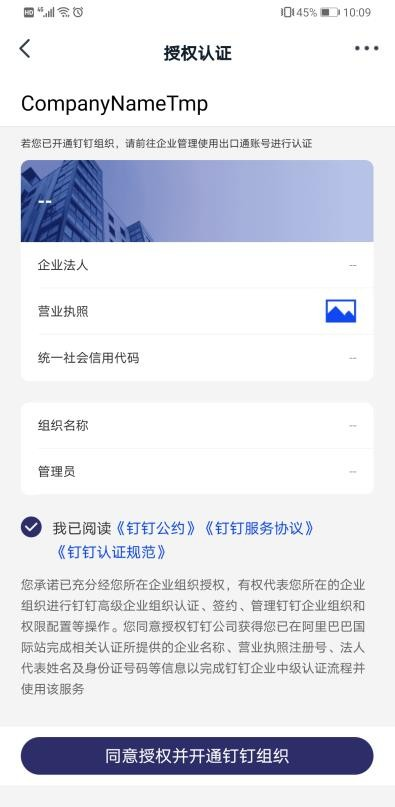 HD 4G 45% 10:09
授权认证
CompanyNameTmp
若您已开通钉钉组织，请前往企业管理使用出口通账号进行认证
--
企业法人 --
营业执照
统一社会信用代码 --
组织名称 --
管理员 --
我已阅读《钉钉公约》《钉钉服务协议》
《钉钉认证规范》
您承诺已充分经您所在企业组织授权，有权代表您所在的企业
组织进行钉钉高级企业组织认证、签约、管理钉钉企业组织和
权限配置等操作。您同意授权钉钉公司获得您已在阿里巴巴国
际站完成相关认证所提供的企业名称、营业执照注册号、法人
代表姓名及身份证号码等信息以完成钉钉企业中级认证流程并
使用该服务
同意授权并开通钉钉组织